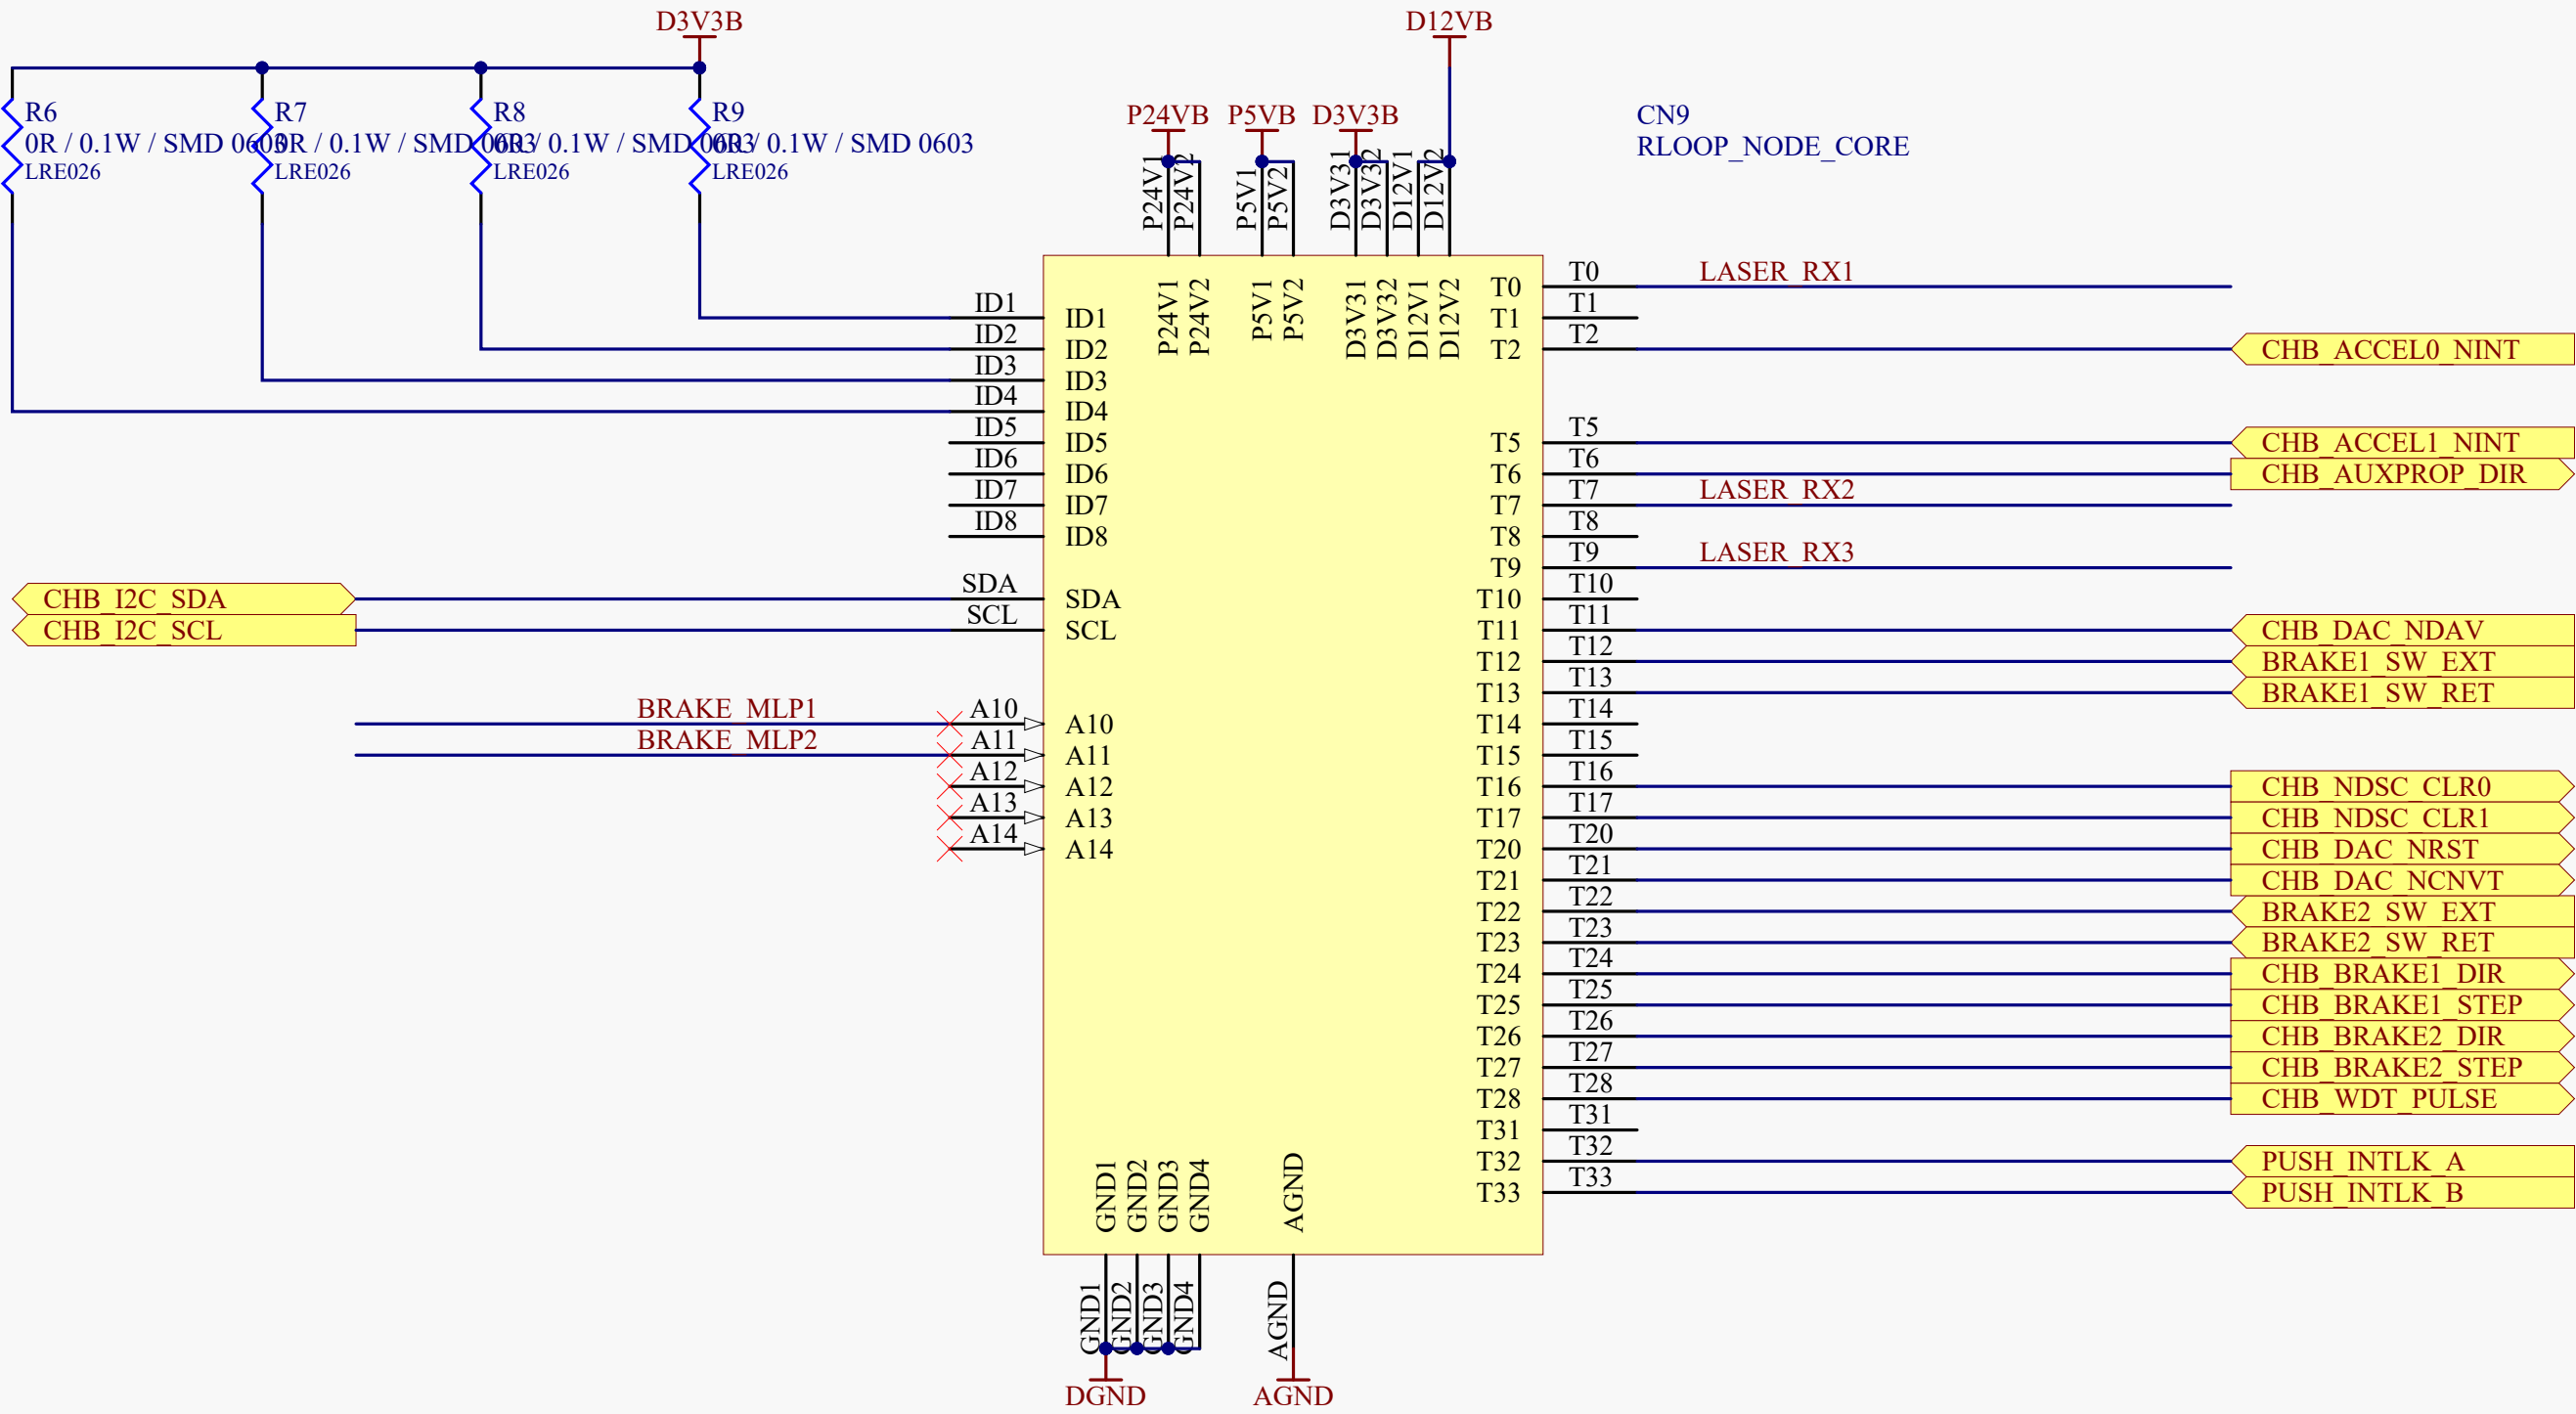 D3V3B
D12VB
R6
0R / 0.1W / SMD 0603
LRE026
R7
0R / 0.1W / SMD 0603
LRE026
R8
0R / 0.1W / SMD 0603
LRE026
R9
0R / 0.1W / SMD 0603
LRE026
P24VB
P5VB
D3V3B
CN9
RLOOP_NODE_CORE
P24V1
P24V2
P5V1
P5V2
D3V31
D3V32
D12V1
D12V2
P24V1
P24V2
P5V1
P5V2
D3V31
D3V32
D12V1
D12V2
ID1
ID1
ID2
ID2
ID3
ID3
ID4
ID4
ID5
ID5
ID6
ID6
ID7
ID7
ID8
ID8
CHB_I2C_SDA
SDA
SDA
CHB_I2C_SCL
SCL
SCL
BRAKE_MLP1
A10
A10
BRAKE_MLP2
A11
A11
A12
A12
A13
A13
A14
A14
T0
T0
LASER_RX1
T1
T1
T2
T2
CHB_ACCEL0_NINT
T5
T5
CHB_ACCEL1_NINT
T6
T6
CHB_AUXPROP_DIR
T7
T7
LASER_RX2
T8
T8
T9
T9
LASER_RX3
T10
T10
T11
T11
CHB_DAC_NDAV
T12
T12
BRAKE1_SW_EXT
T13
T13
BRAKE1_SW_RET
T14
T14
T15
T15
T16
T16
CHB_NDSC_CLR0
T17
T17
CHB_NDSC_CLR1
T20
T20
CHB_DAC_NRST
T21
T21
CHB_DAC_NCNVT
T22
T22
BRAKE2_SW_EXT
T23
T23
BRAKE2_SW_RET
T24
T24
CHB_BRAKE1_DIR
T25
T25
CHB_BRAKE1_STEP
T26
T26
CHB_BRAKE2_DIR
T27
T27
CHB_BRAKE2_STEP
T28
T28
CHB_WDT_PULSE
T31
T31
T32
T32
PUSH_INTLK_A
T33
T33
PUSH_INTLK_B
GND1
GND2
GND3
GND4
AGND
GND1
GND2
GND3
GND4
AGND
DGND
AGND